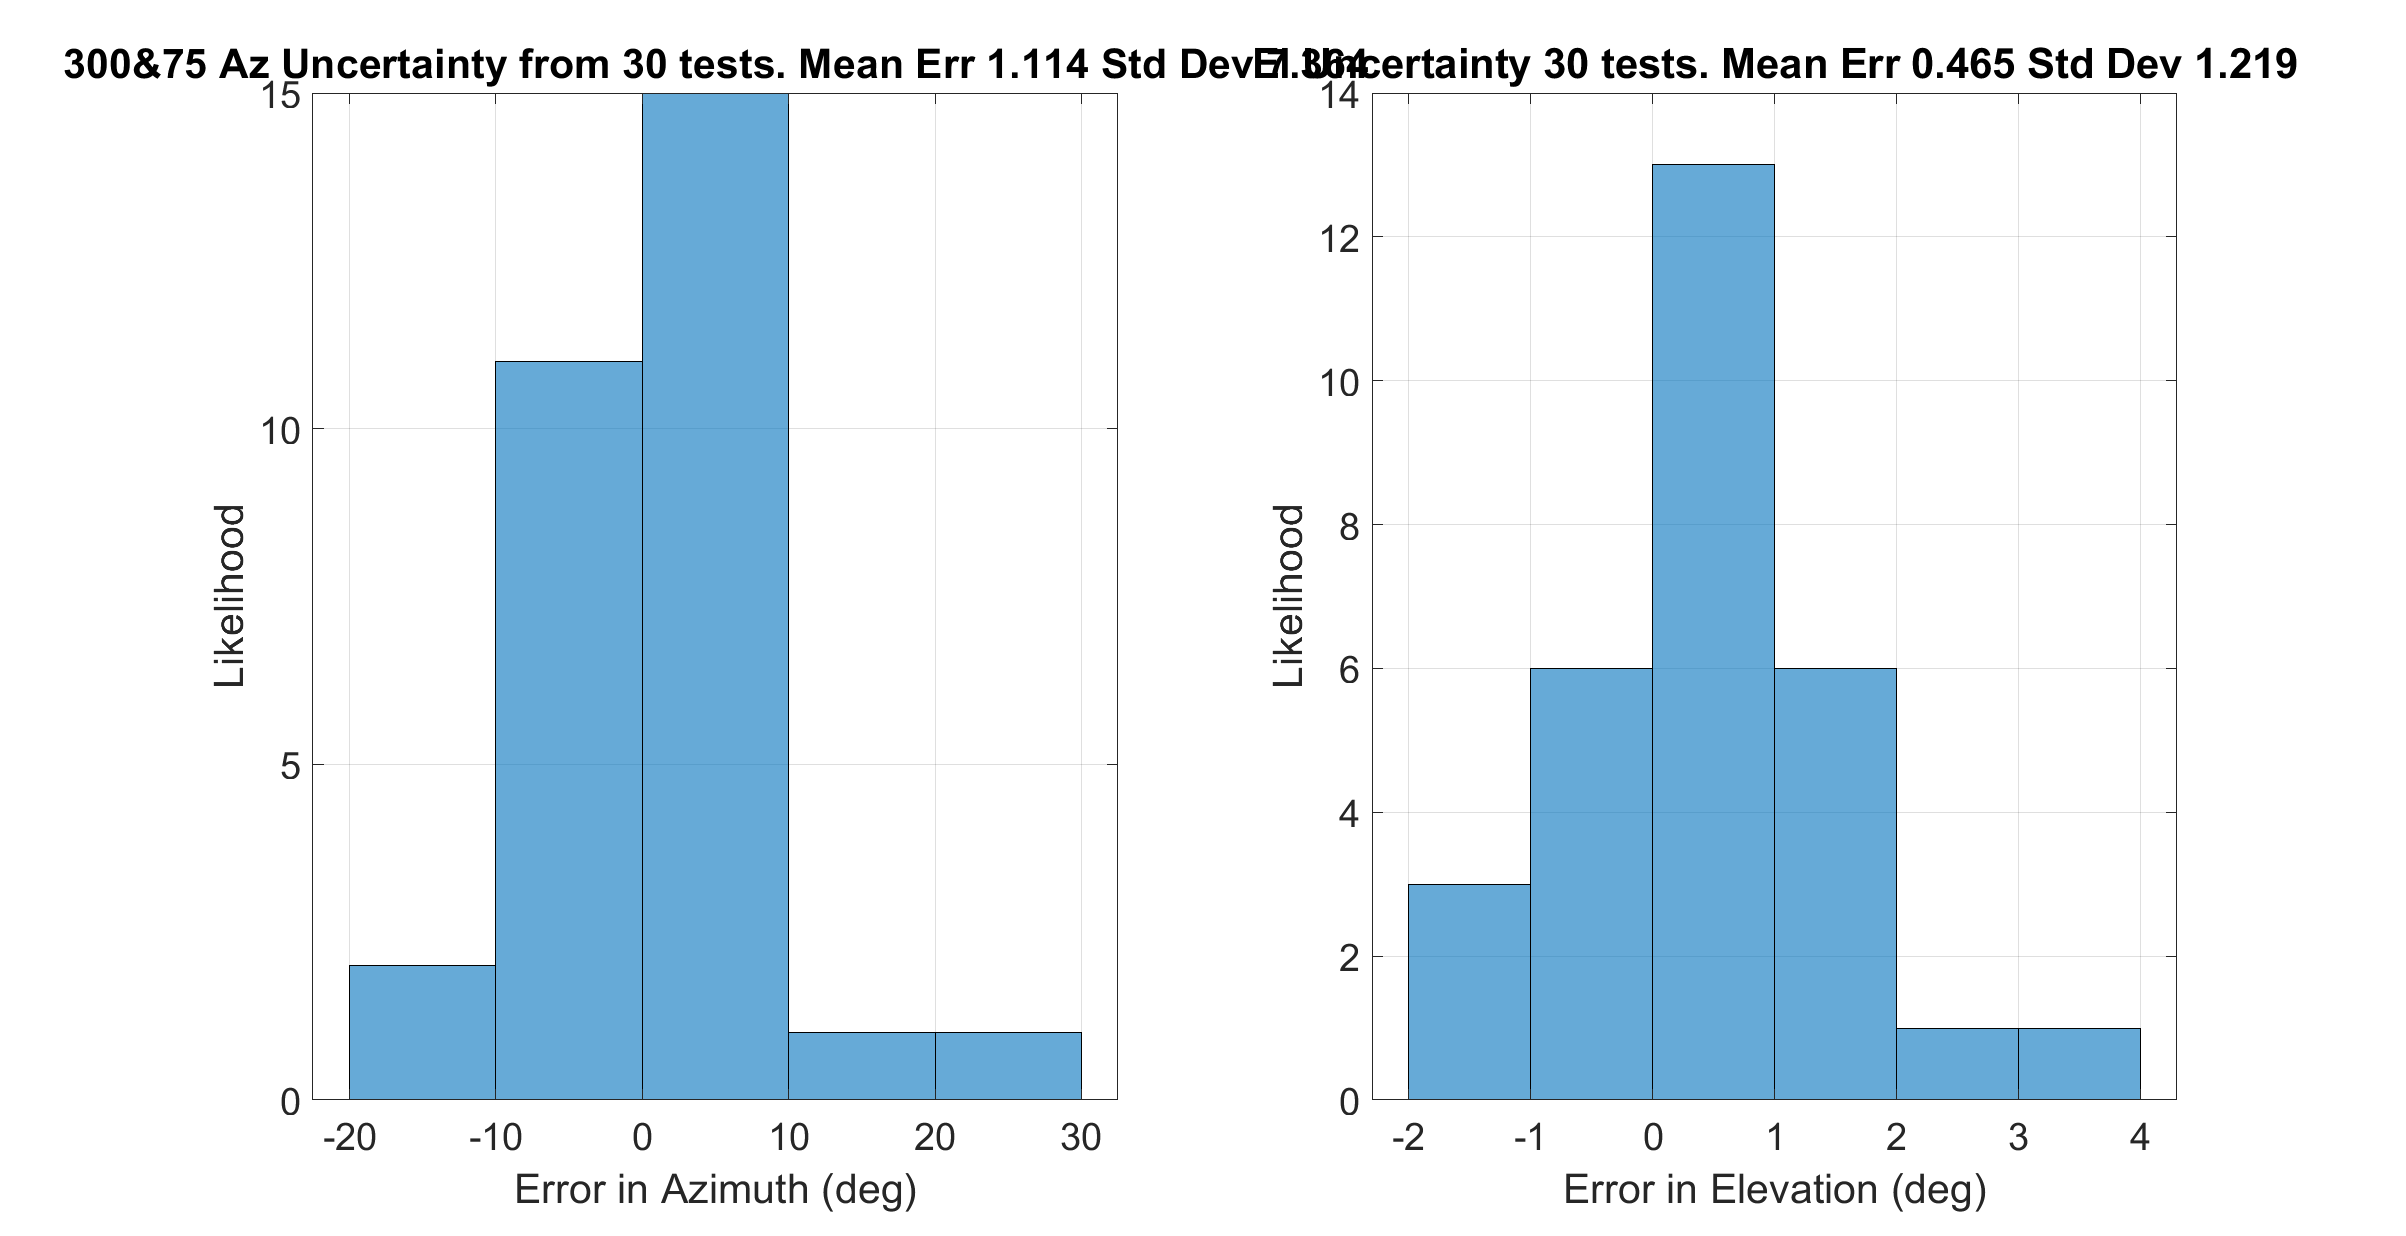 300&75 Az Uncertainty from 30 tests. Mean Err 1.114 Std Dev 7.364
El Uncertainty 30 tests. Mean Err 0.465 Std Dev 1.219
15
10
5
0
Likelihood
-20 -10 0 10 20 30
Error in Azimuth (deg)
14
12
10
8
6
4
2
0
Likelihood
-2 -1 0 1 2 3 4
Error in Elevation (deg)